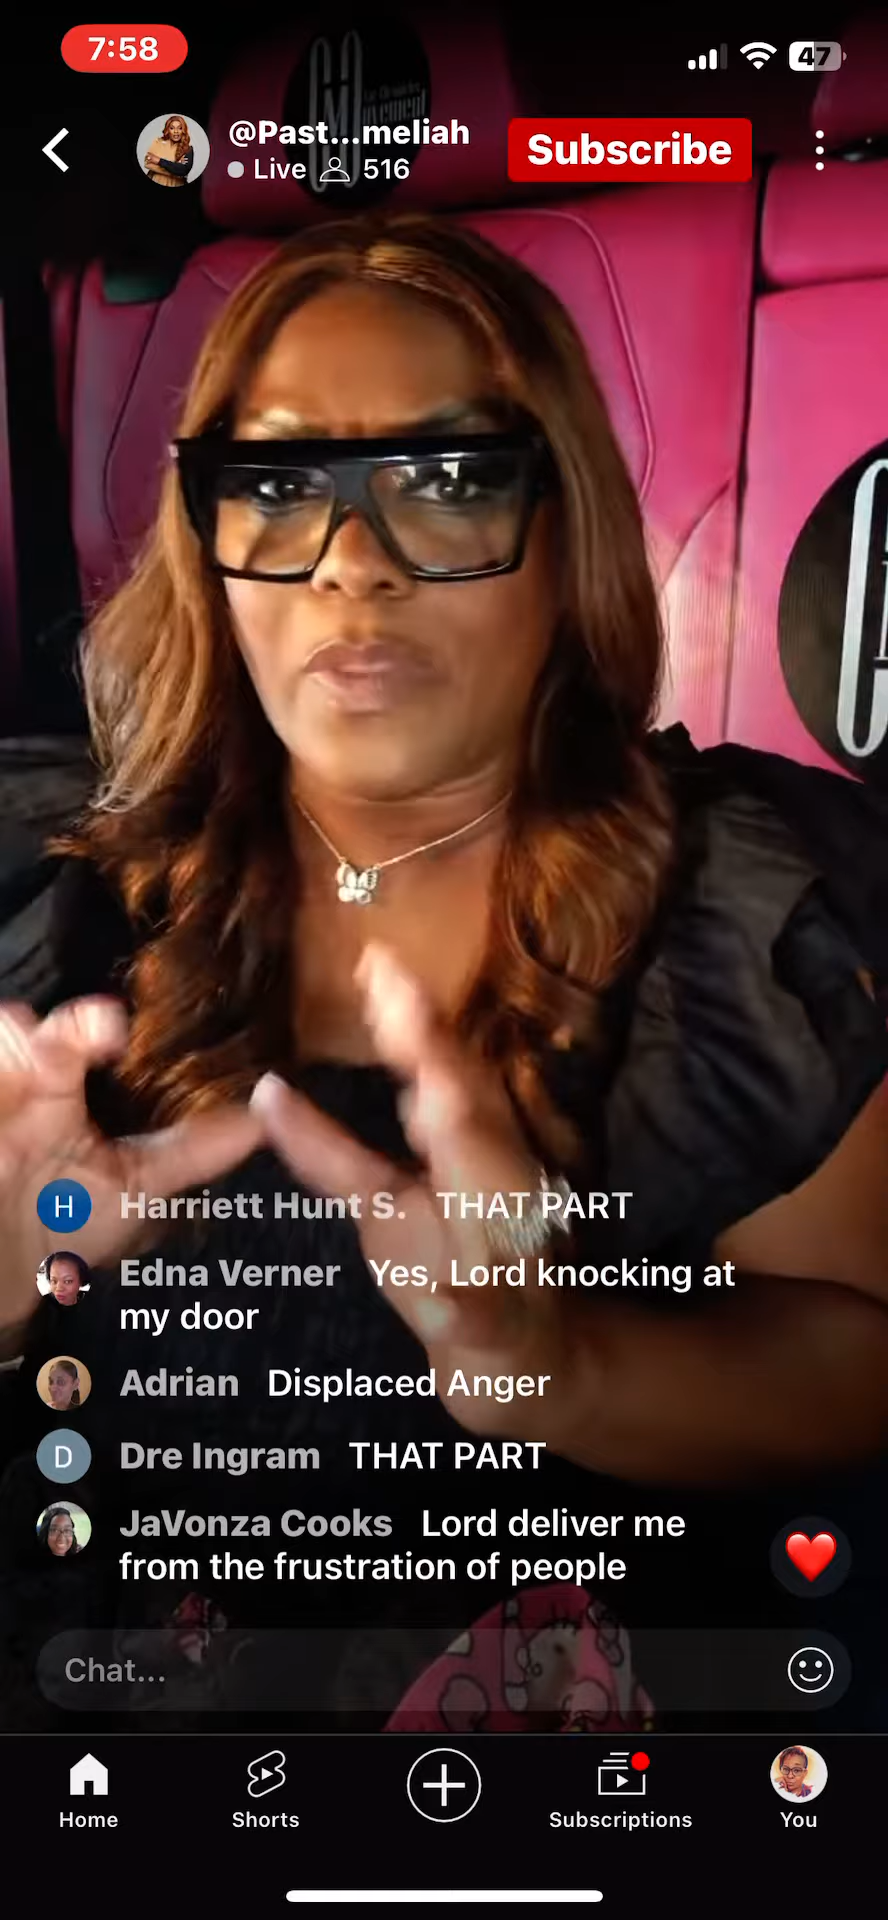 7:58
47
@Past...meliah
Live 516
Subscribe
Harriett Hunt S. THAT PART
Edna Verner Yes, Lord knocking at
my door
Adrian Displaced Anger
D
Dre Ingram THAT PART
JaVonza Cooks Lord deliver me
from the frustration of people
Chat...
Home
Shorts
Subscriptions
You